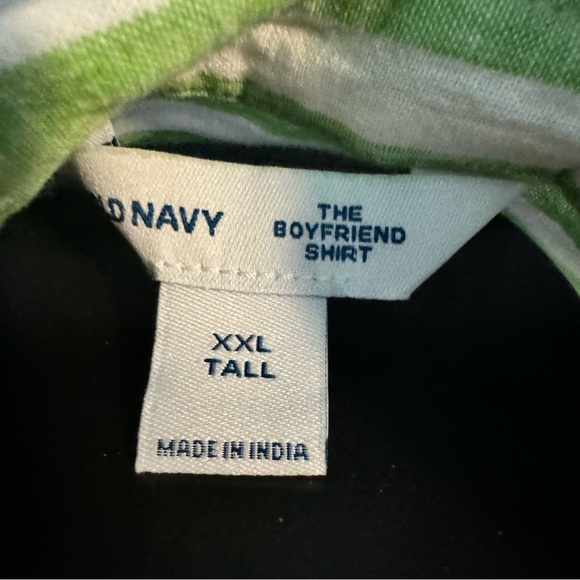 D NAVY
THE
BOYFRIEND
SHIRT
XXL
TALL
MADE IN INDIA